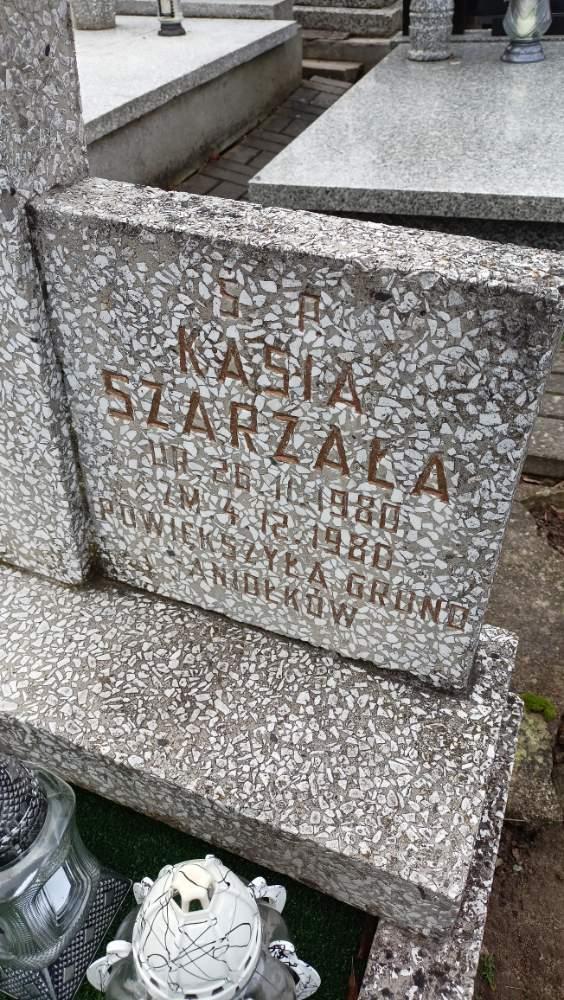 Ś P
KASIA
SZARZAŁA
UR 26.11.1980
ZM 4.12.1980
POWIĘKSZYŁA GRONO
ANIOŁKÓW